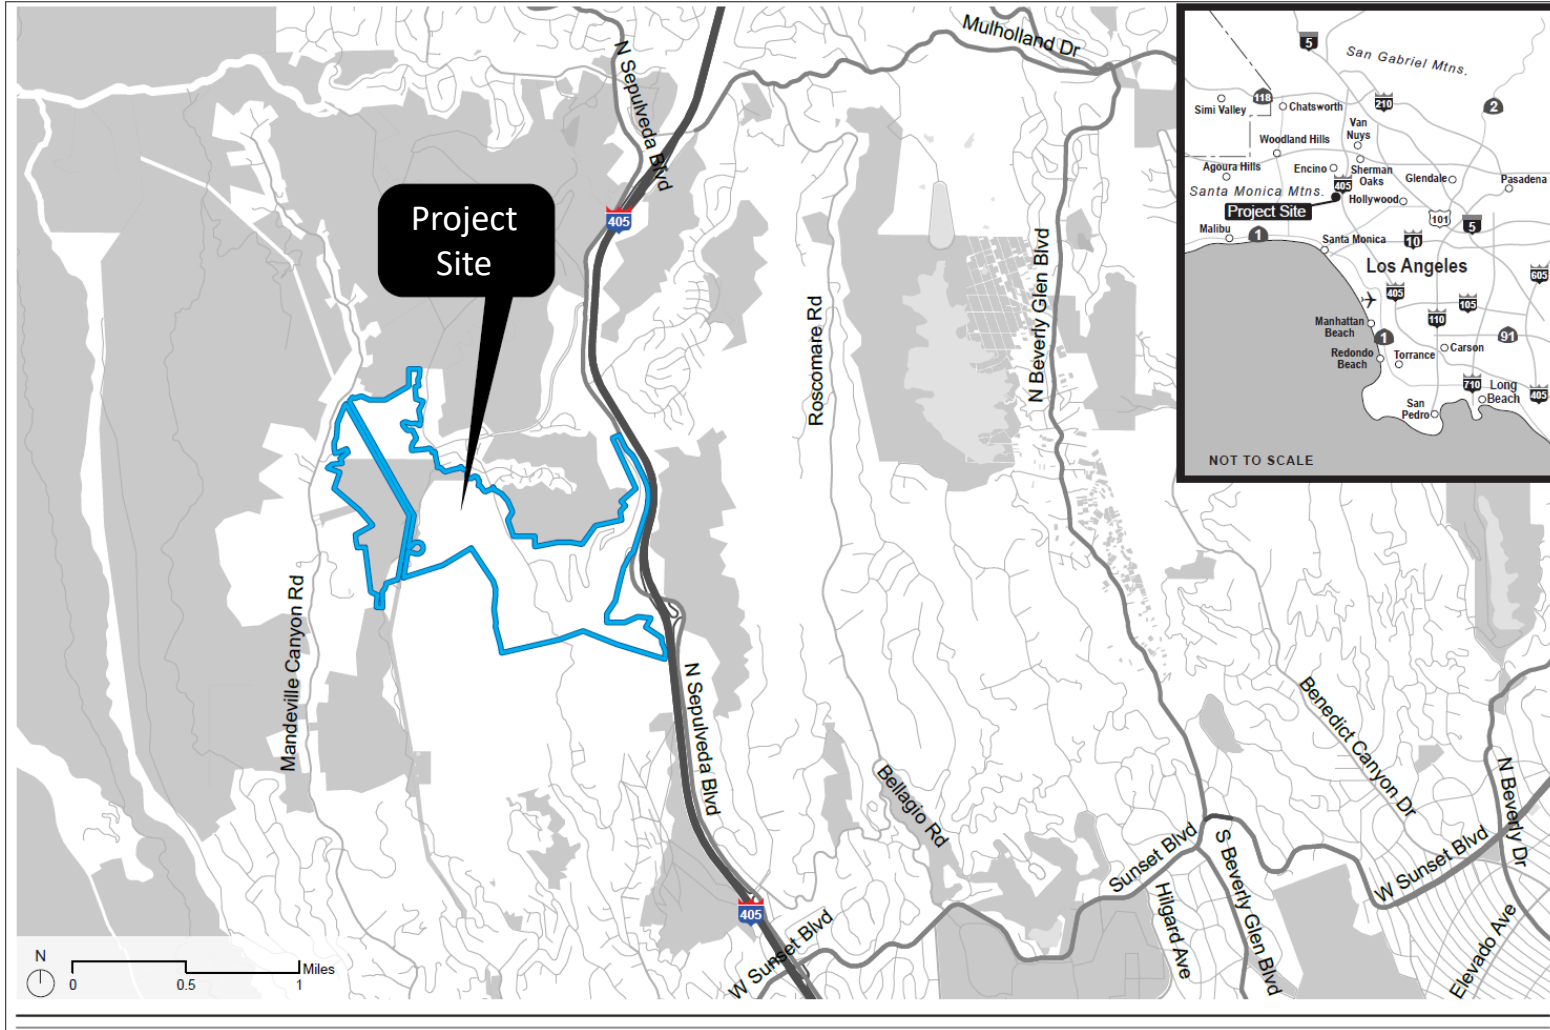 Mulholland Dr
N Sepulveda Blvd
Project
Site
405
N Beverly Glen Blvd
Roscomare Rd
Mandeville Canyon Rd
N Sepulveda Blvd
Benedict Canyon Dr
Bellagio Rd
N Beverly Dr
Sunset Blvd
S Beverly Glen Blvd
W Sunset Blvd
Hilgard Ave
405
W Sunset Blvd
Elevado Ave
N
0
0.5
1
Miles
5
San Gabriel Mtns.
118
210
2
Simi Valley
Chatsworth
Van
Nuys
Woodland Hills
Agoura Hills
Encino
Sherman
Oaks
Glendale
Pasadena
Santa Monica Mtns.
405
Hollywood
Project Site
101
5
Malibu
1
Santa Monica
10
Los Angeles
605
405
105
110
Manhattan
Beach
1
91
Redondo
Beach
Torrance
Carson
710
Long
Beach
405
San
Pedro
NOT TO SCALE